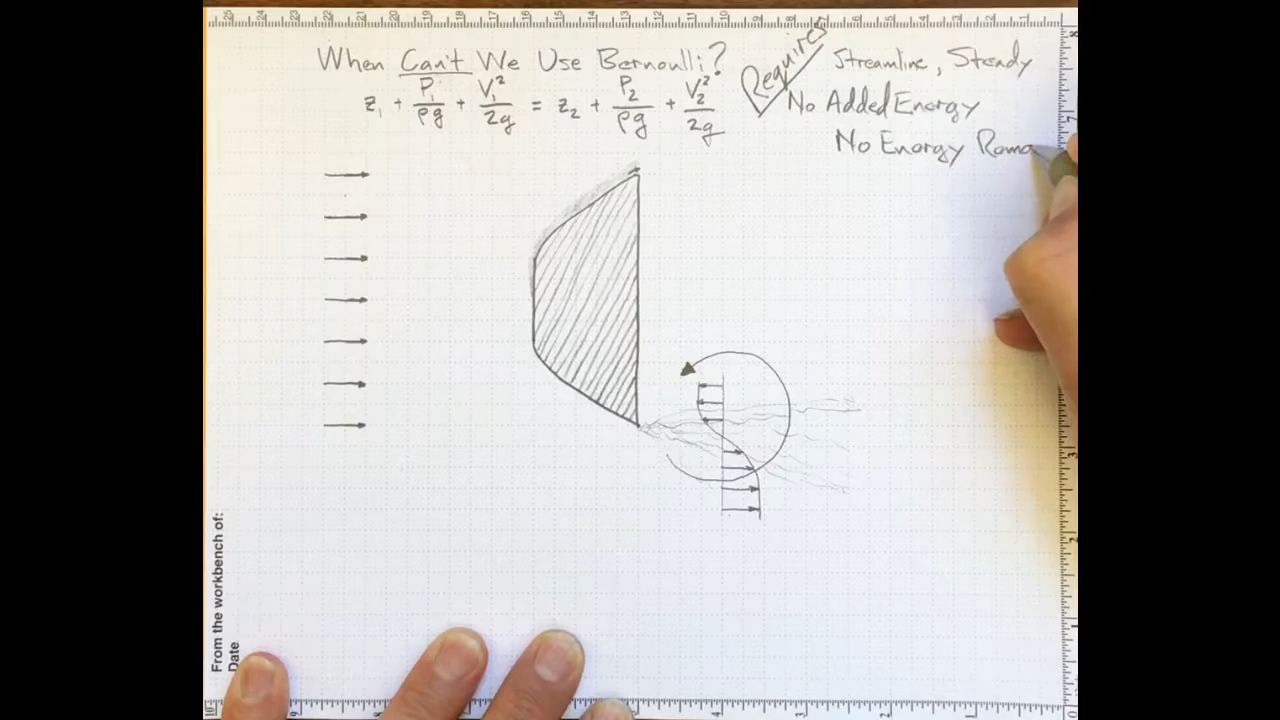 When Can't We Use Bernoulli?
z₁ + P₁/ρg + V₁²/2g = z₂ + P₂/ρg + V₂²/2g
Requires
Streamline, Steady
No Added Energy
No Energy Remo
From the workbench of:
Date